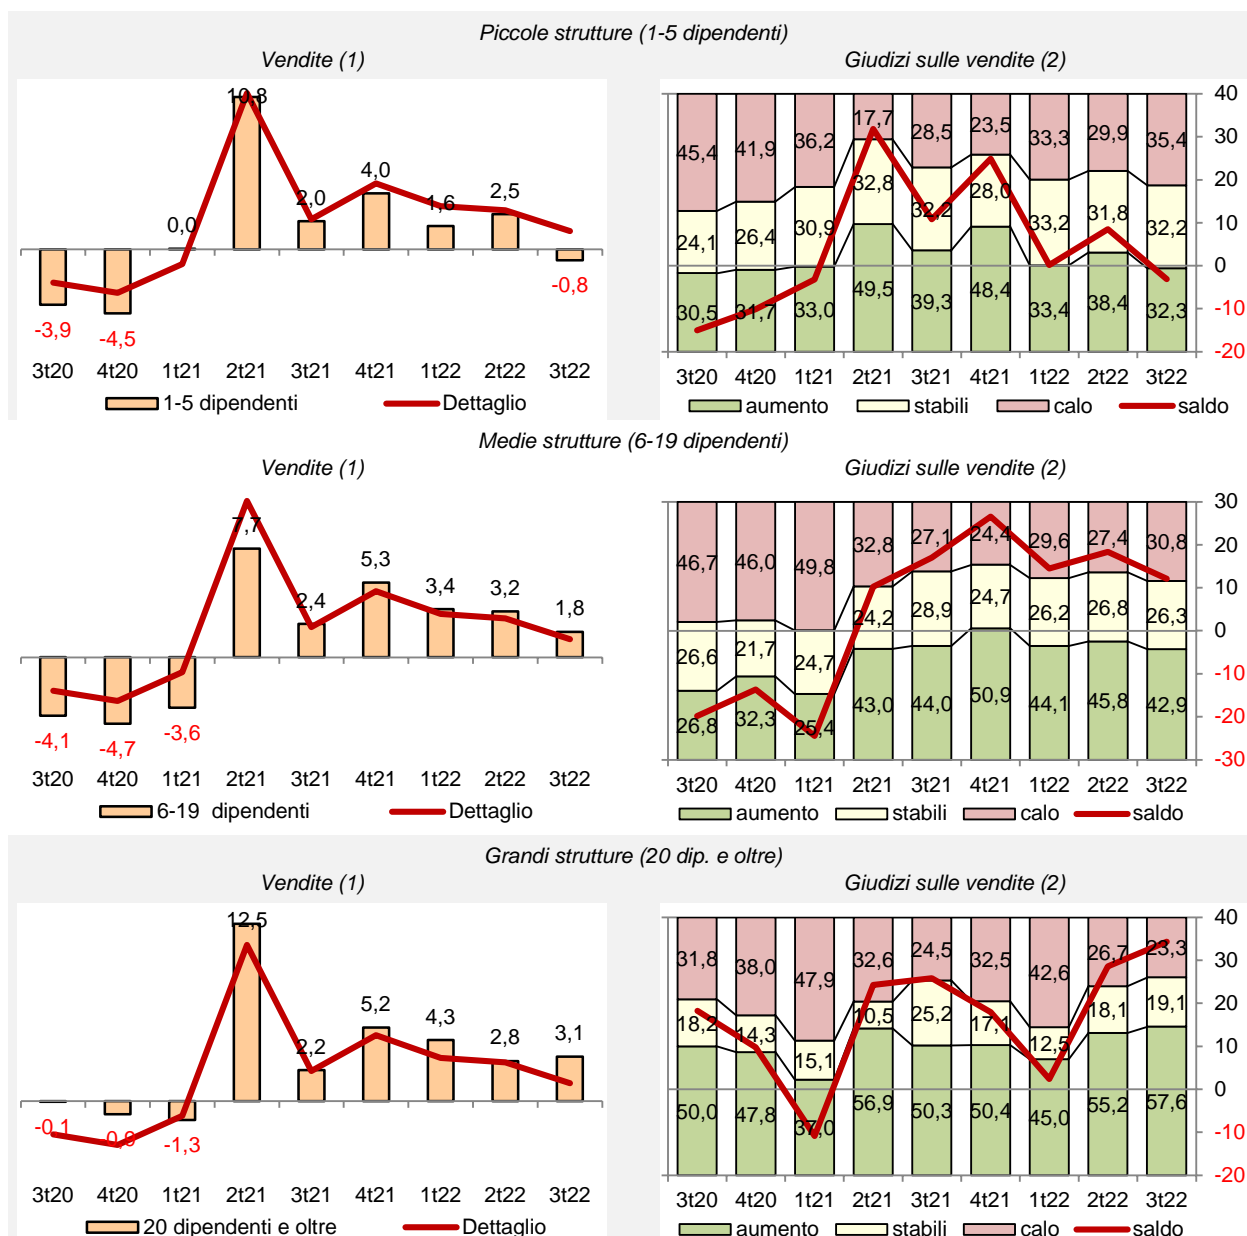 Piccole strutture (1-5 dipendenti)
Vendite (1)
10,8
4,0
2,0
2,5
1,6
0,0
-0,8
-3,9
-4,5
3t20 4t20 1t21 2t21 3t21 4t21 1t22 2t22 3t22
1-5 dipendenti Dettaglio
Giudizi sulle vendite (2)
45,4 41,9 36,2 17,7 28,5 23,5 33,3 29,9 35,4
24,1 26,4 30,9 32,8 32,2 28,0 33,2 31,8 32,2
30,5 31,7 33,0 49,5 39,3 48,4 33,4 38,4 32,3
40
30
20
10
0
-10
-20
3t20 4t20 1t21 2t21 3t21 4t21 1t22 2t22 3t22
aumento stabili calo saldo
Medie strutture (6-19 dipendenti)
Vendite (1)
7,7
5,3
2,4
3,4
3,2
1,8
-4,1
-4,7
-3,6
3t20 4t20 1t21 2t21 3t21 4t21 1t22 2t22 3t22
6-19 dipendenti Dettaglio
Giudizi sulle vendite (2)
46,7 46,0 49,8 32,8 27,1 24,4 29,6 27,4 30,8
26,6 21,7 24,7 24,2 28,9 24,7 26,2 26,8 26,3
26,8 32,3 25,4 43,0 44,0 50,9 44,1 45,8 42,9
30
20
10
0
-10
-20
-30
3t20 4t20 1t21 2t21 3t21 4t21 1t22 2t22 3t22
aumento stabili calo saldo
Grandi strutture (20 dip. e oltre)
Vendite (1)
12,5
5,2
4,3
2,2
2,8
3,1
-0,1
-0,9
-1,3
3t20 4t20 1t21 2t21 3t21 4t21 1t22 2t22 3t22
20 dipendenti e oltre Dettaglio
Giudizi sulle vendite (2)
31,8 38,0 47,9 32,6 24,5 32,5 42,6 26,7 23,3
18,2 14,3 15,1 10,5 25,2 17,1 12,5 18,1 19,1
50,0 47,8 37,0 56,9 50,3 50,4 45,0 55,2 57,6
40
30
20
10
0
-10
-20
3t20 4t20 1t21 2t21 3t21 4t21 1t22 2t22 3t22
aumento stabili calo saldo